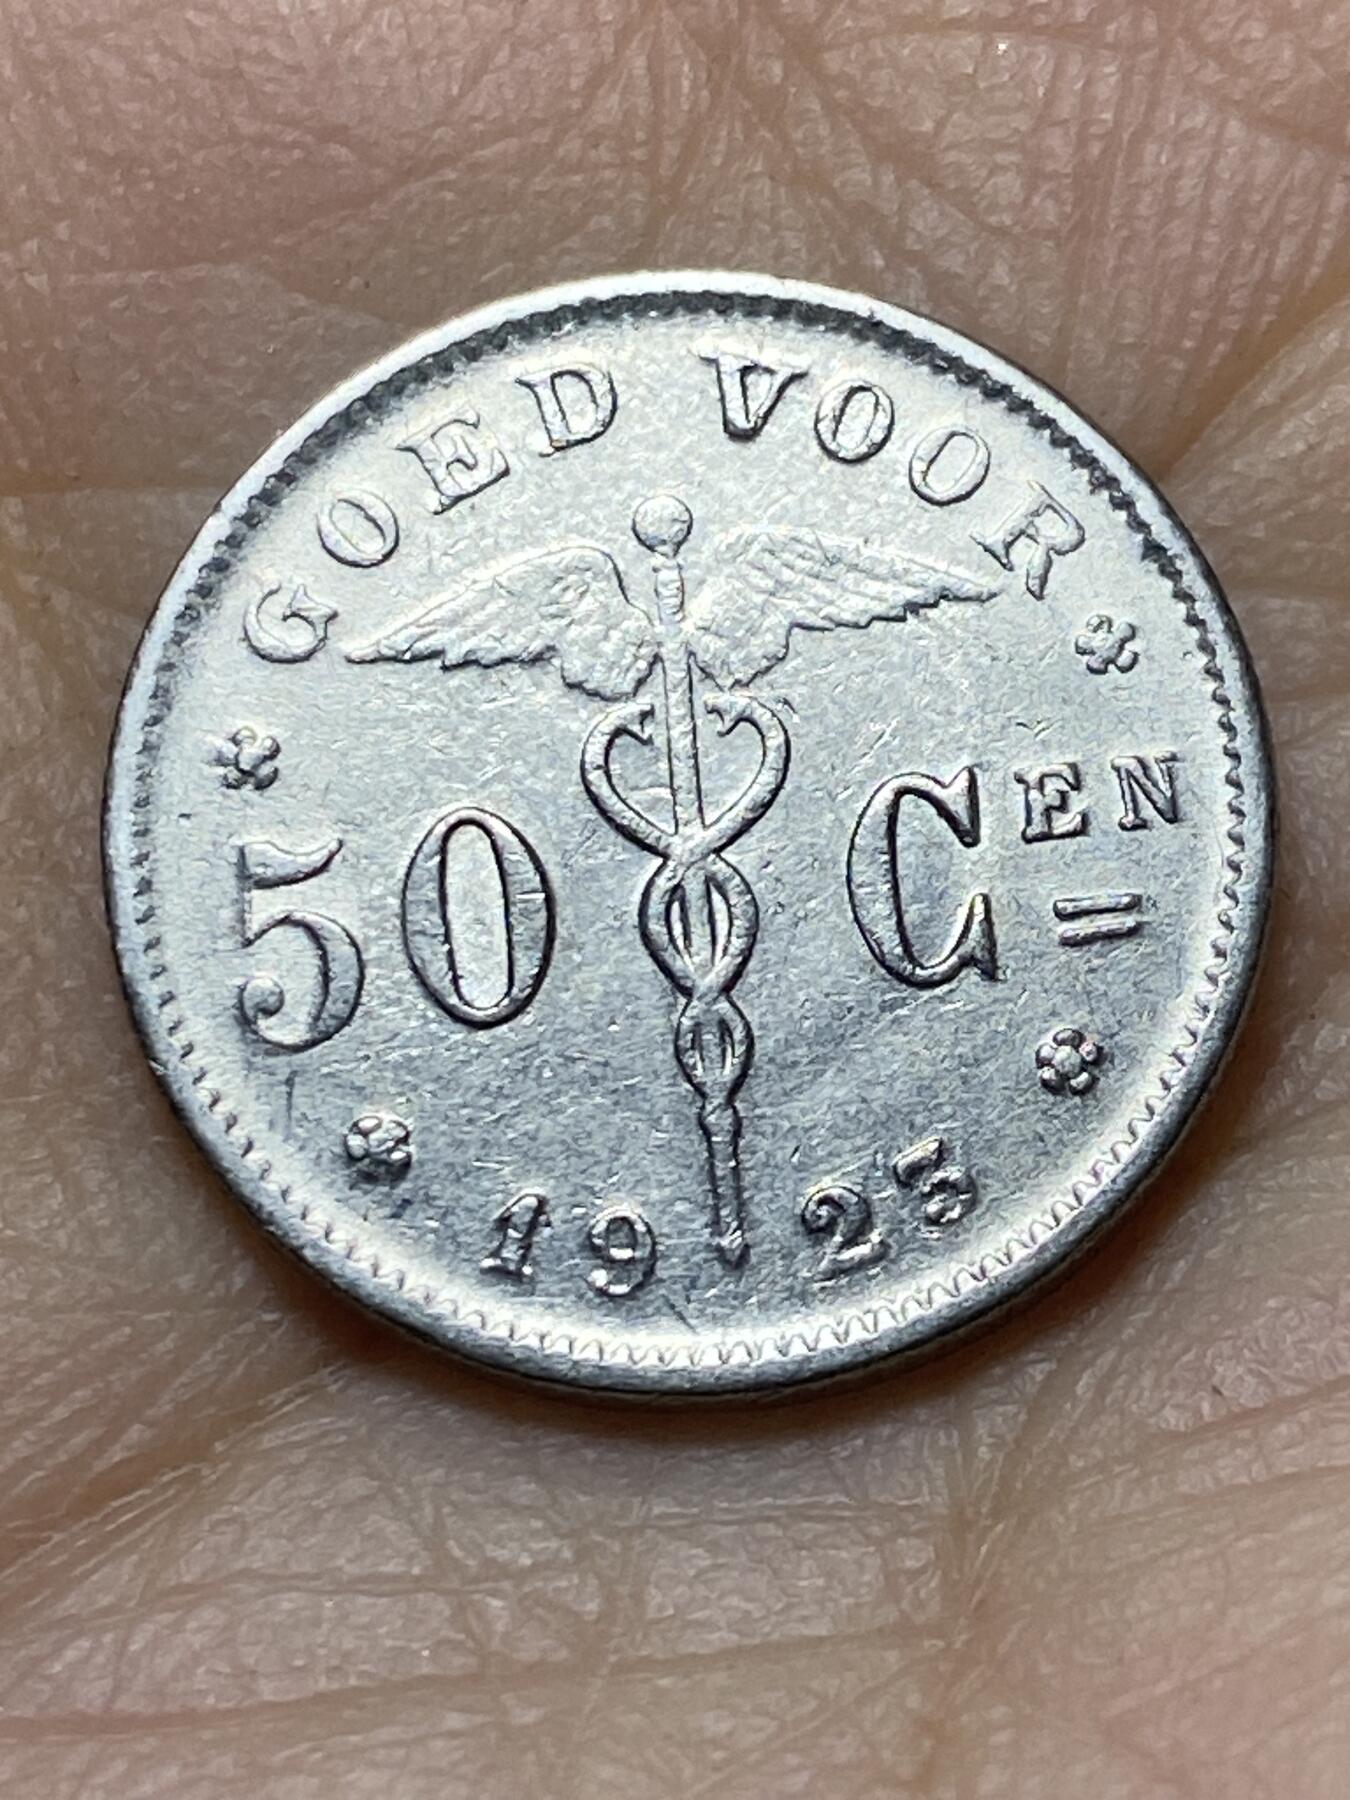 GOED VOOR
50 CEN
=
1923